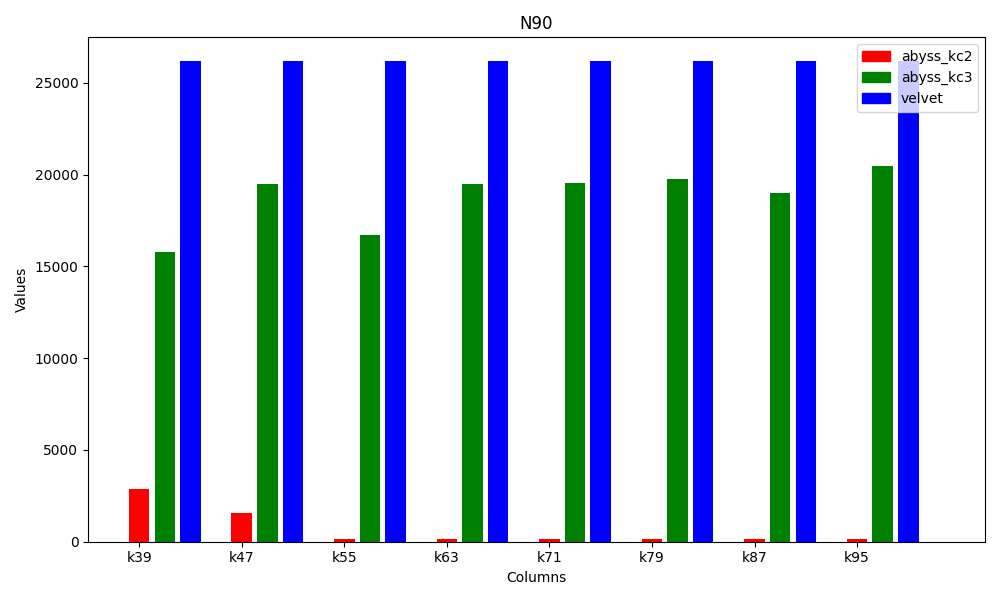 N90
abyss_kc2
abyss_kc3
velvet
25000
20000
15000
10000
5000
0
Values
k39 k47 k55 k63 k71 k79 k87 k95
Columns